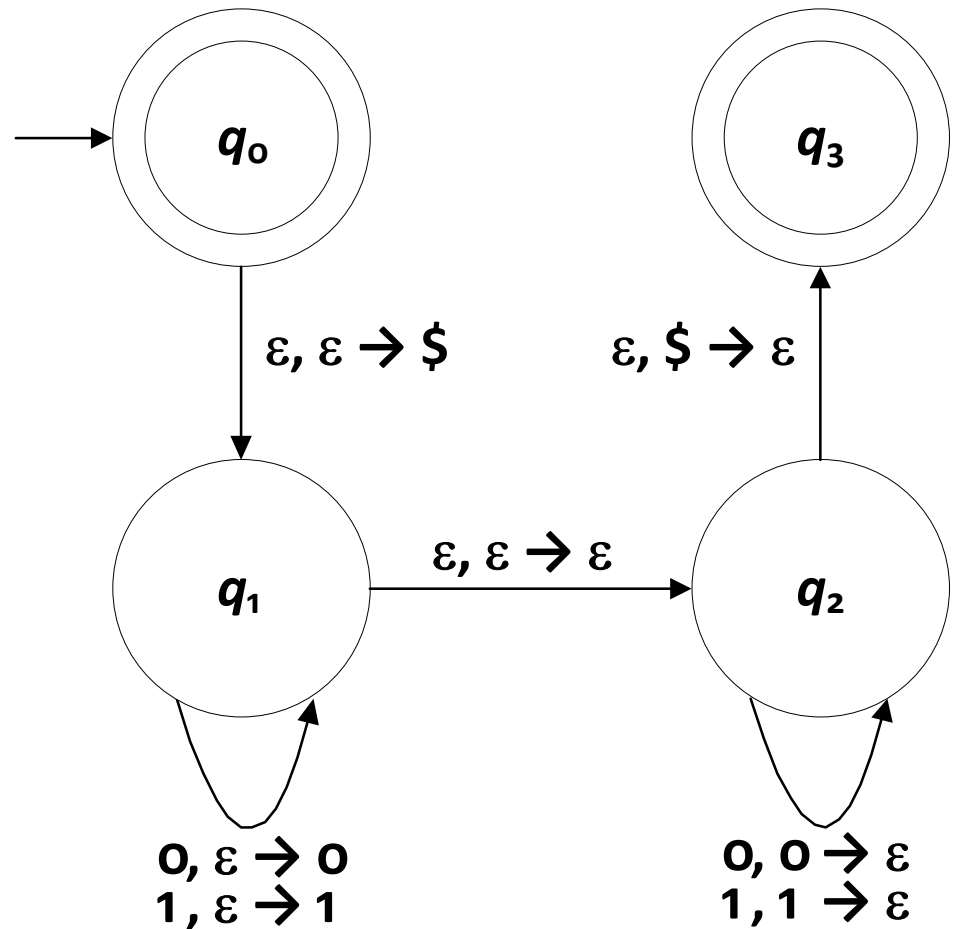 q₀
q₃
ε, ε → $
ε, $ → ε
ε, ε → ε
q₁
q₂
0, ε → 0
1, ε → 1
0, 0 → ε
1, 1 → ε